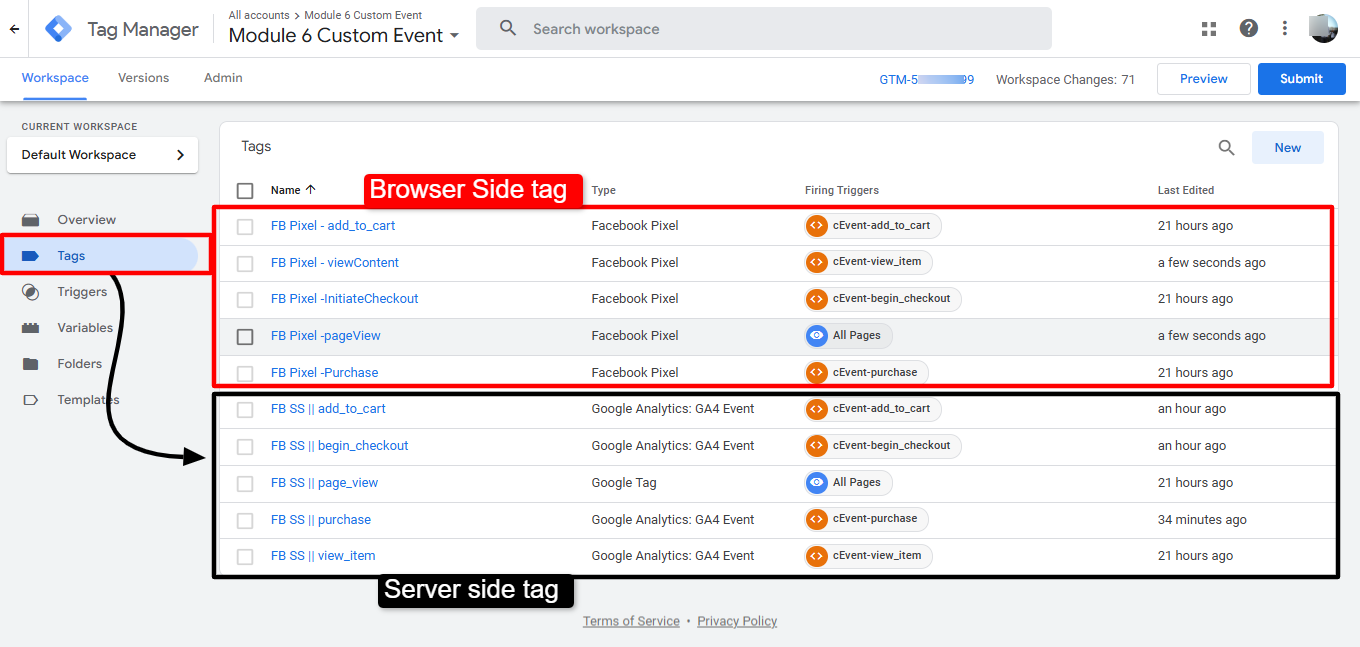 All accounts > Module 6 Custom Event
Tag Manager
Module 6 Custom Event
Search workspace
Workspace Versions Admin
GTM-5 99 Workspace Changes: 71 Preview Submit
CURRENT WORKSPACE
Default Workspace
Overview
Tags
Triggers
Variables
Folders
Templates
Tags New
Browser Side tag
Name Type Firing Triggers Last Edited
FB Pixel - add_to_cart Facebook Pixel cEvent-add_to_cart 21 hours ago
FB Pixel - viewContent Facebook Pixel cEvent-view_item a few seconds ago
FB Pixel -InitiateCheckout Facebook Pixel cEvent-begin_checkout 21 hours ago
FB Pixel -pageView Facebook Pixel All Pages a few seconds ago
FB Pixel -Purchase Facebook Pixel cEvent-purchase 21 hours ago
FB SS || add_to_cart Google Analytics: GA4 Event cEvent-add_to_cart an hour ago
FB SS || begin_checkout Google Analytics: GA4 Event cEvent-begin_checkout an hour ago
FB SS || page_view Google Tag All Pages 21 hours ago
FB SS || purchase Google Analytics: GA4 Event cEvent-purchase 34 minutes ago
FB SS || view_item Google Analytics: GA4 Event cEvent-view_item 21 hours ago
Server side tag
Terms of Service • Privacy Policy